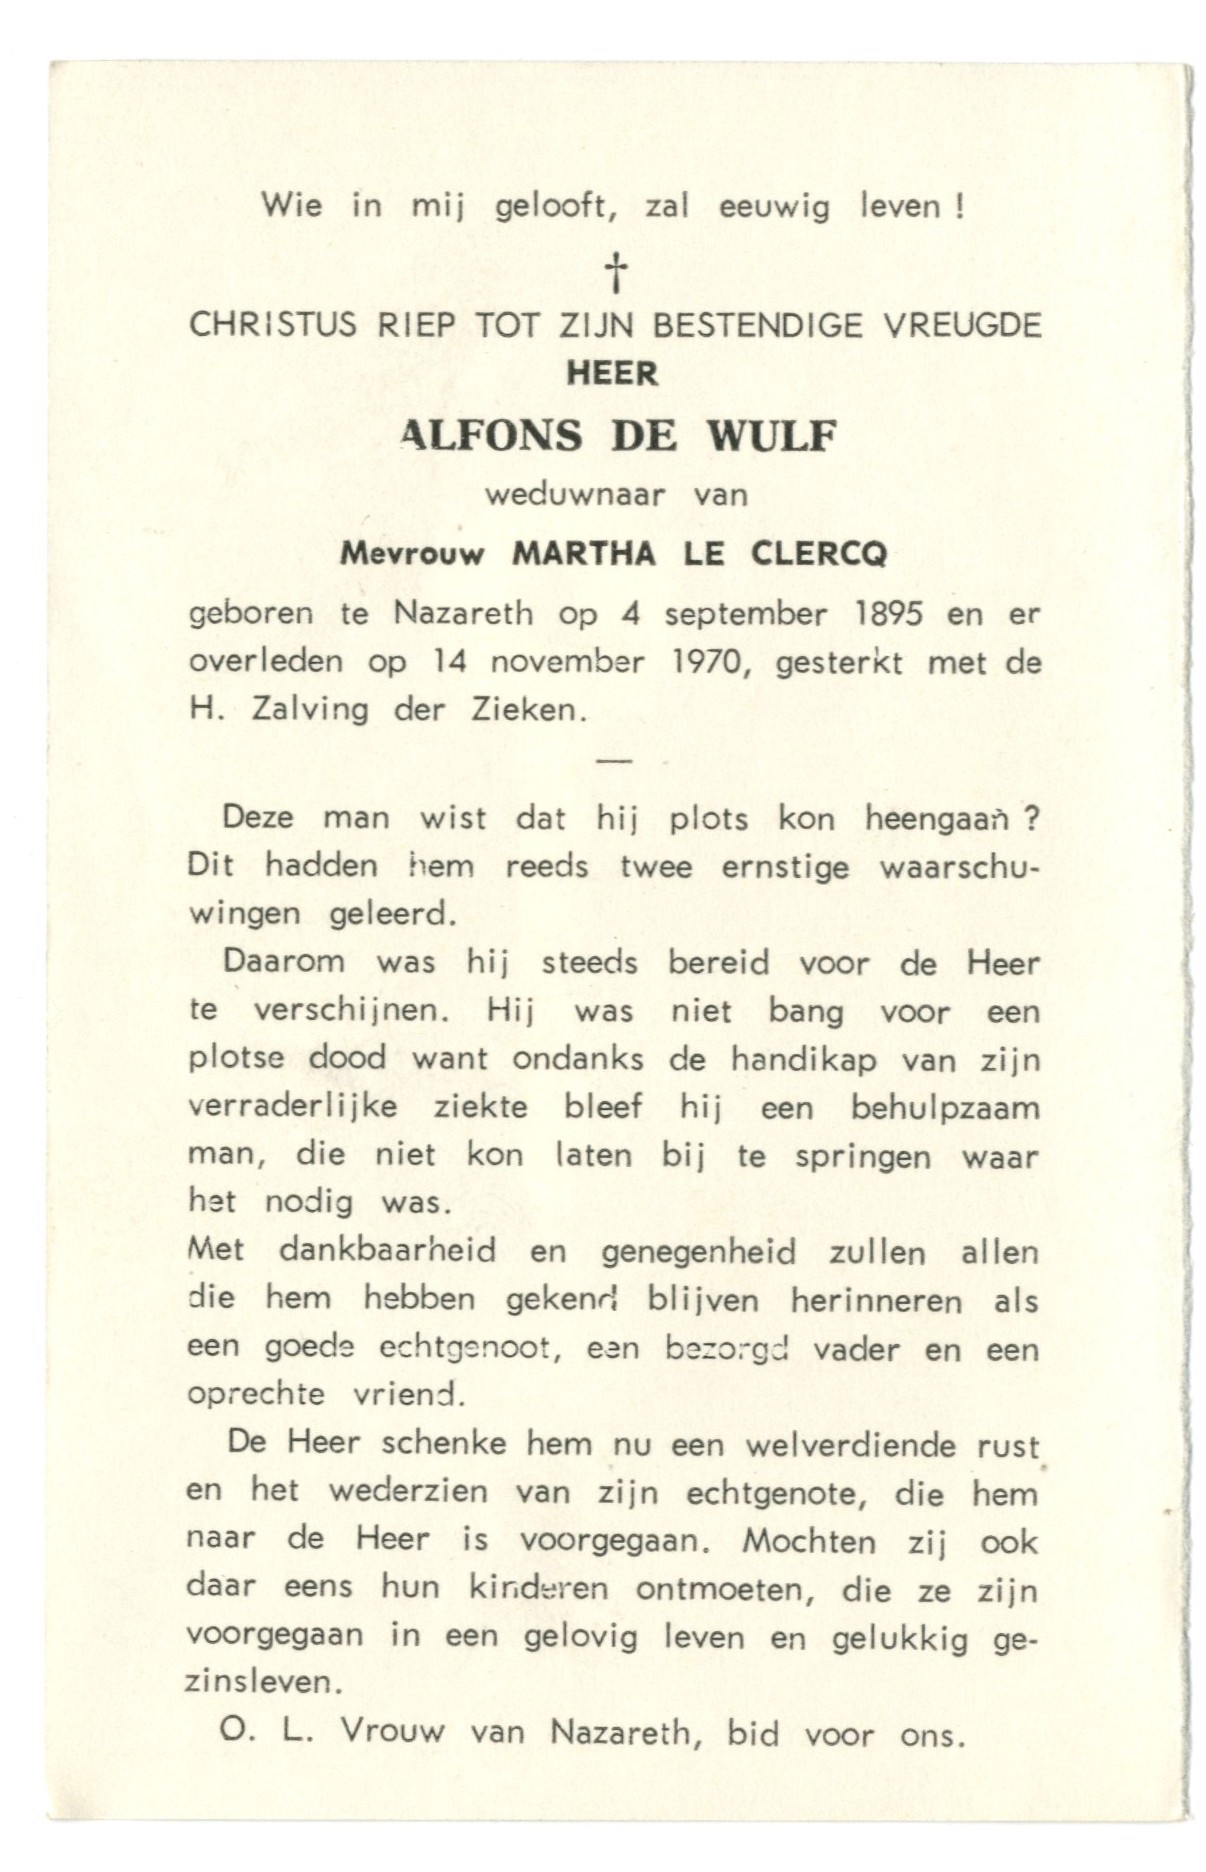 Wie in mij gelooft, zal eeuwig leven !
†
CHRISTUS RIEP TOT ZIJN BESTENDIGE VREUGDE
HEER
ALFONS DE WULF
weduwnaar van
Mevrouw MARTHA LE CLERCQ
geboren te Nazareth op 4 september 1895 en er
overleden op 14 november 1970, gesterkt met de
H. Zalving der Zieken.
—
Deze man wist dat hij plots kon heengaan ?
Dit hadden hem reeds twee ernstige waarschu-
wingen geleerd.
Daarom was hij steeds bereid voor de Heer
te verschijnen. Hij was niet bang voor een
plotse dood want ondanks de handikap van zijn
verraderlijke ziekte bleef hij een behulpzaam
man, die niet kon laten bij te springen waar
het nodig was.
Met dankbaarheid en genegenheid zullen allen
die hem hebben gekend blijven herinneren als
een goede echtgenoot, een bezorgd vader en een
oprechte vriend.
De Heer schenke hem nu een welverdiende rust
en het wederzien van zijn echtgenote, die hem
naar de Heer is voorgegaan. Mochten zij ook
daar eens hun kinderen ontmoeten, die ze zijn
voorgegaan in een gelovig leven en gelukkig ge-
zinsleven.
O. L. Vrouw van Nazareth, bid voor ons.